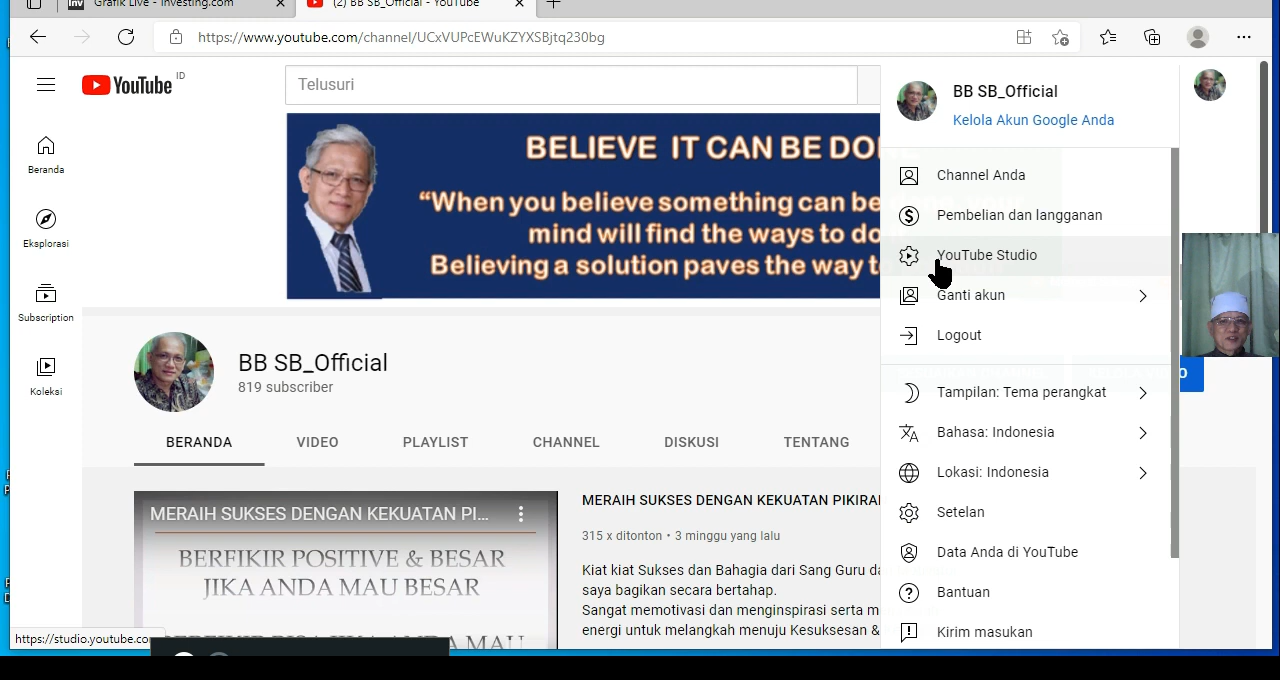 Grafik Live - Investing.com
(2) BB SB_Official - YouTube
https://www.youtube.com/channel/UCxVUPcEWuKZYXSBjtq230bg
YouTube ID
Telusuri
Beranda
Eksplorasi
Subscription
Koleksi
BELIEVE IT CAN BE DO
“When you believe something can be
mind will find the ways to do
Believing a solution paves the way to
BB SB_Official
819 subscriber
BERANDA
VIDEO
PLAYLIST
CHANNEL
DISKUSI
TENTANG
MERAIH SUKSES DENGAN KEKUATAN PI...
BERFIKIR POSITIVE & BESAR
JIKA ANDA MAU BESAR
MERAIH SUKSES DENGAN KEKUATAN PIKIRA
315 x ditonton • 3 minggu yang lalu
Kiat kiat Sukses dan Bahagia dari Sang Guru da
saya bagikan secara bertahap.
Sangat memotivasi dan menginspirasi serta m
energi untuk melangkah menuju Kesuksesan &
BB SB_Official
Kelola Akun Google Anda
Channel Anda
Pembelian dan langganan
YouTube Studio
Ganti akun
Logout
Tampilan: Tema perangkat
Bahasa: Indonesia
Lokasi: Indonesia
Setelan
Data Anda di YouTube
Bantuan
Kirim masukan
https://studio.youtube.co